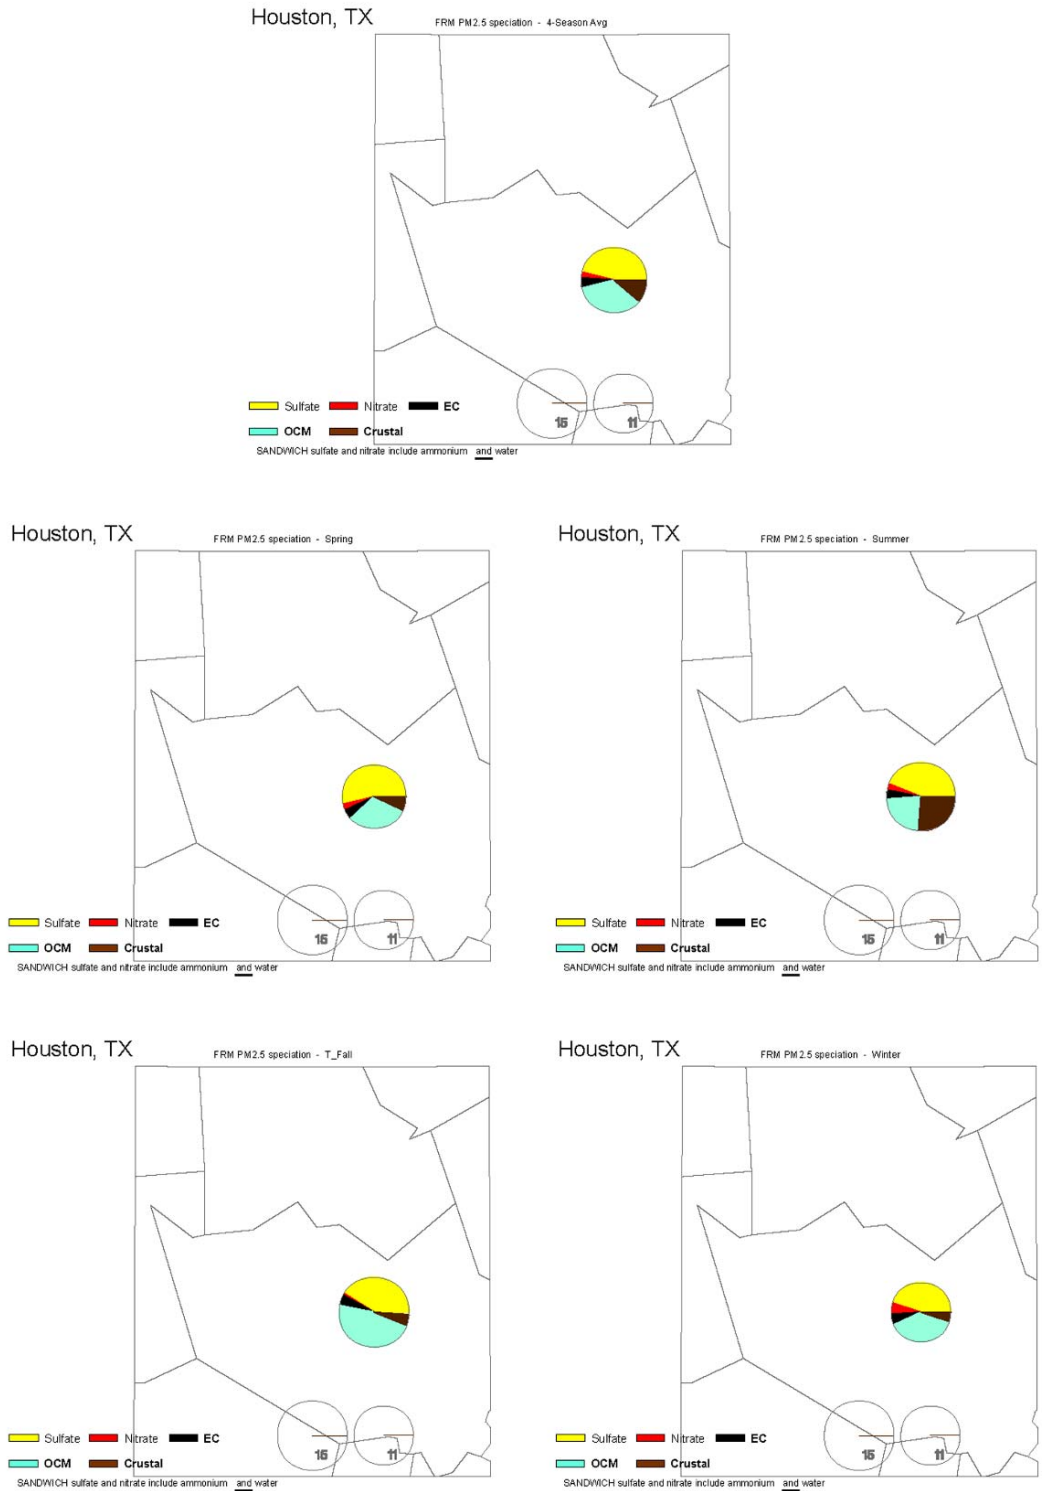 Houston, TX
FRM PM2.5 speciation - 4-Season Avg
15 11
Sulfate Nitrate EC
OCM Crustal
SANDWICH sulfate and nitrate include ammonium and water
Houston, TX
FRM PM2.5 speciation - Spring
15 11
Sulfate Nitrate EC
OCM Crustal
SANDWICH sulfate and nitrate include ammonium and water
Houston, TX
FRM PM2.5 speciation - Summer
15 11
Sulfate Nitrate EC
OCM Crustal
SANDWICH sulfate and nitrate include ammonium and water
Houston, TX
FRM PM2.5 speciation - T_Fall
15 11
Sulfate Nitrate EC
OCM Crustal
SANDWICH sulfate and nitrate include ammonium and water
Houston, TX
FRM PM2.5 speciation - Winter
15 11
Sulfate Nitrate EC
OCM Crustal
SANDWICH sulfate and nitrate include ammonium and water